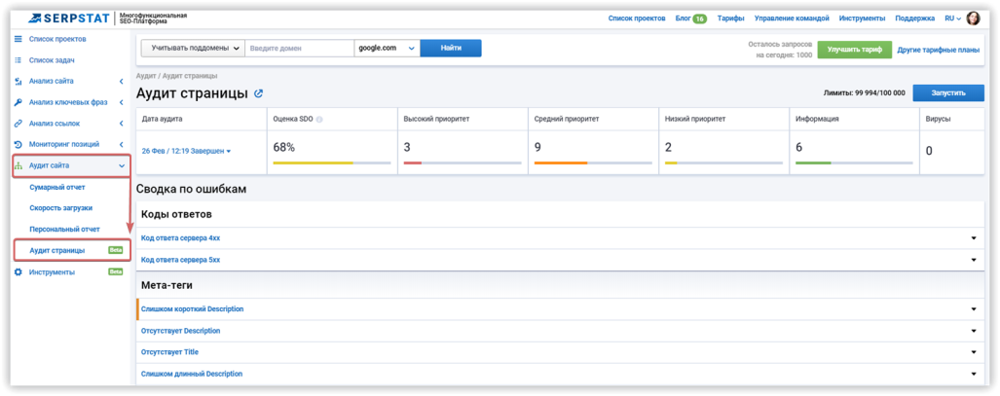 SERPSTAT
Многофункциональная
SEO-Платформа
Список проектов Блог 16 Тарифы Управление командой Инструменты Поддержка RU
Список проектов
Список задач
Анализ сайта
Анализ ключевых фраз
Анализ ссылок
Мониторинг позиций
Аудит сайта
Сумарный отчет
Скорость загрузки
Персональный отчет
Аудит страницы Beta
Инструменты Beta
Учитывать поддомены Введите домен google.com Найти
Осталось запросов
на сегодня: 1000
Улучшить тариф Другие тарифные планы
Аудит / Аудит страницы
Аудит страницы
Лимиты: 99 994/100 000 Запустить
Дата аудита Оценка SDO Высокий приоритет Средний приоритет Низкий приоритет Информация Вирусы
26 Фев / 12:19 Завершен 68% 3 9 2 6 0
Сводка по ошибкам
Коды ответов
Код ответа сервера 4xx
Код ответа сервера 5xx
Мета-теги
Слишком короткий Description
Отсутствует Description
Отсутствует Title
Слишком длинный Description